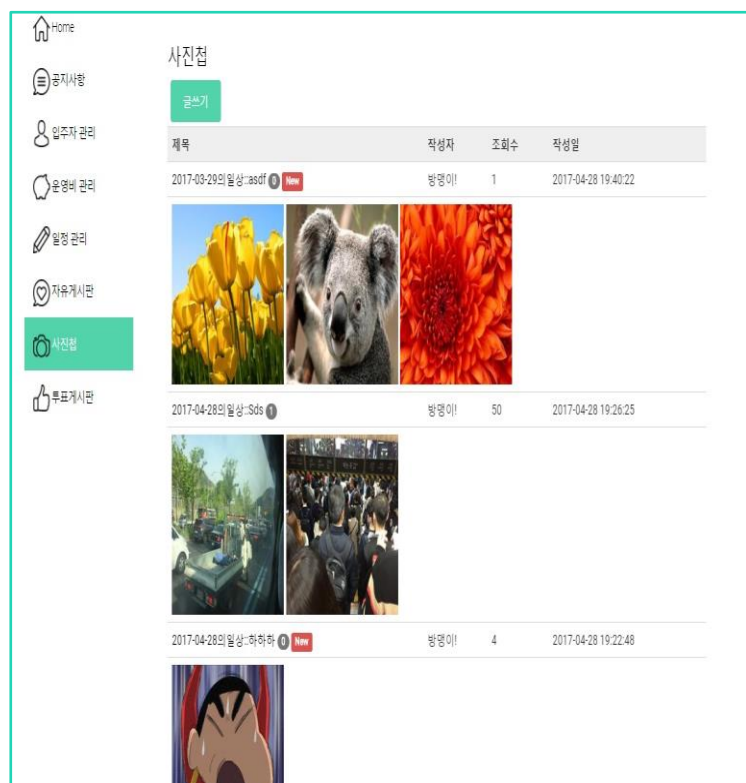 Home
공지사항
입주자 관리
운영비 관리
일정 관리
자유게시판
사진첩
투표게시판
사진첩
글쓰기
제목 작성자 조회수 작성일
2017-03-29의일상::asdf 0 New 방맹이! 1 2017-04-28 19:40:22
2017-04-28의일상::Sds 1 방맹이! 50 2017-04-28 19:26:25
2017-04-28의일상::하하하 0 New 방맹이! 4 2017-04-28 19:22:48